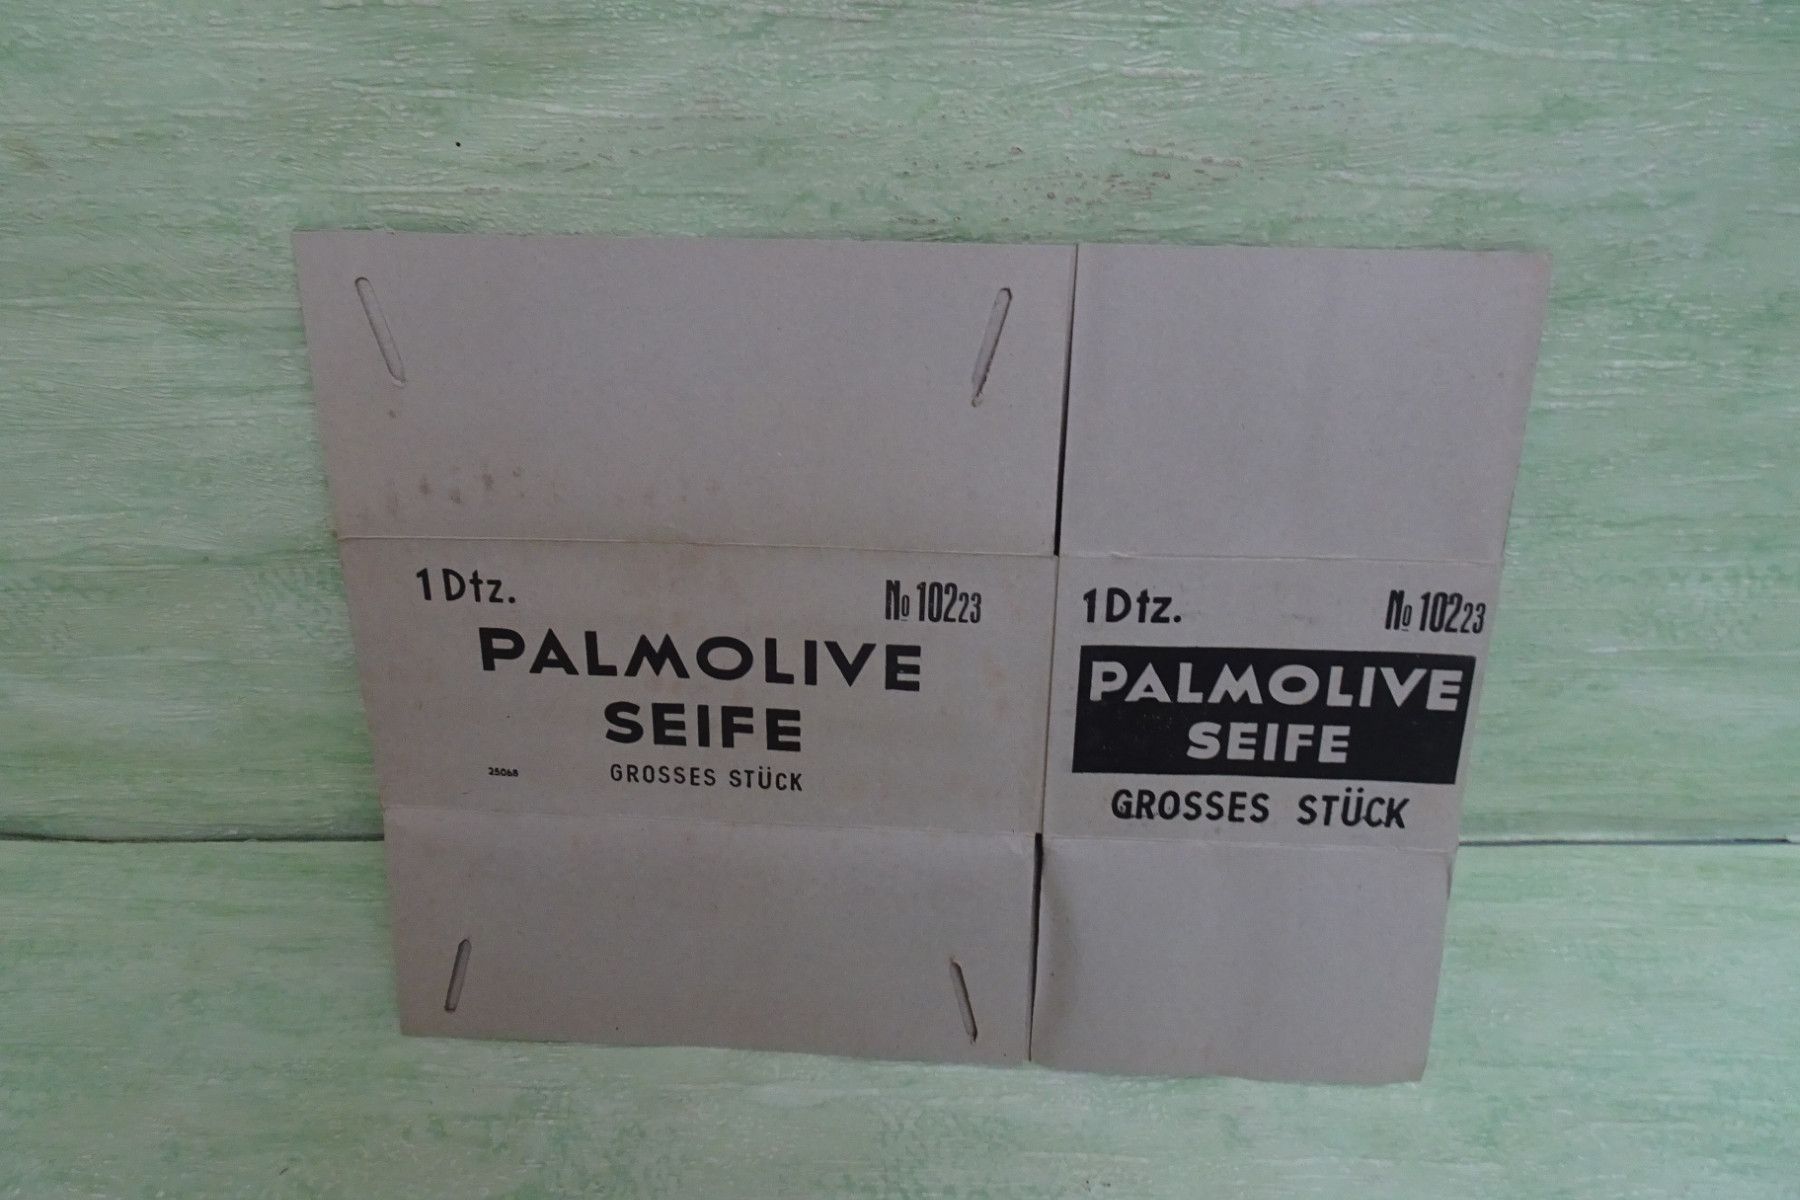 1 Dtz. № 10223
PALMOLIVE
SEIFE
25068 GROSSES STÜCK
1 Dtz. № 10223
PALMOLIVE
SEIFE
GROSSES STÜCK